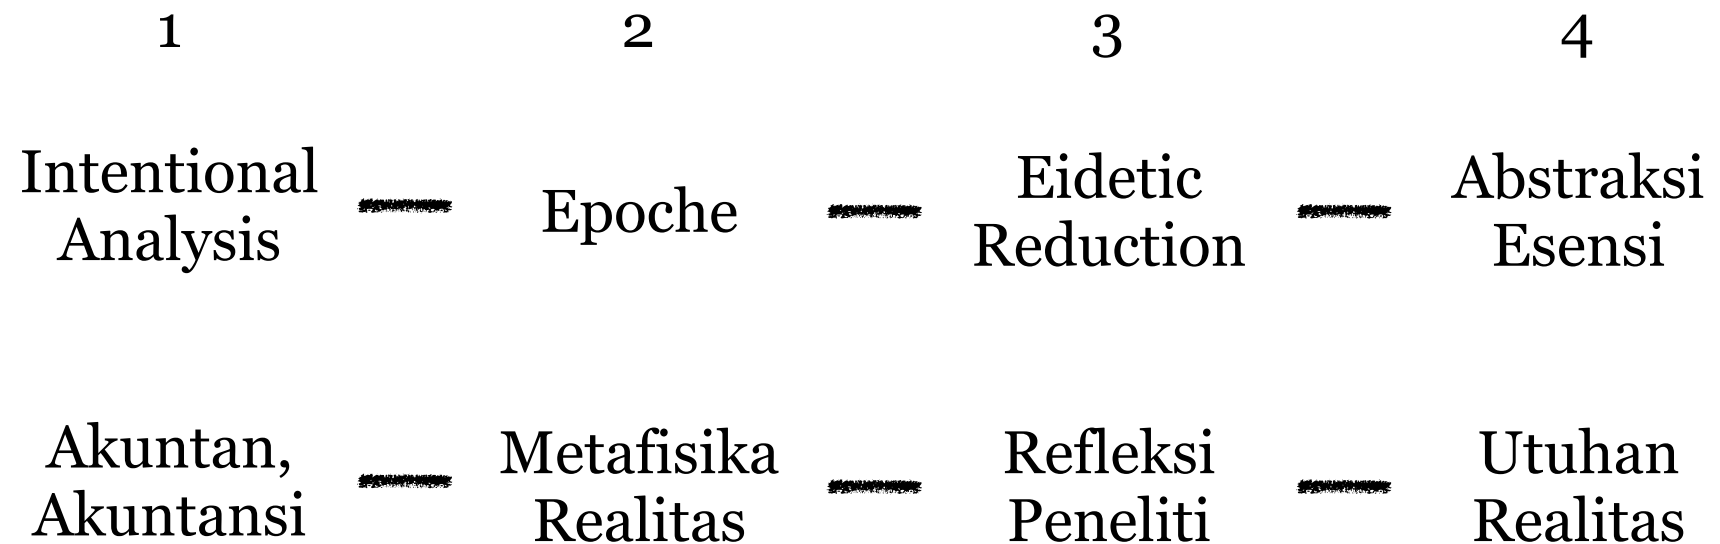 1 2 3 4
Intentional
Analysis
Epoche
Eidetic
Reduction
Abstraksi
Esensi
Akuntan,
Akuntansi
Metafisika
Realitas
Refleksi
Peneliti
Utuhan
Realitas